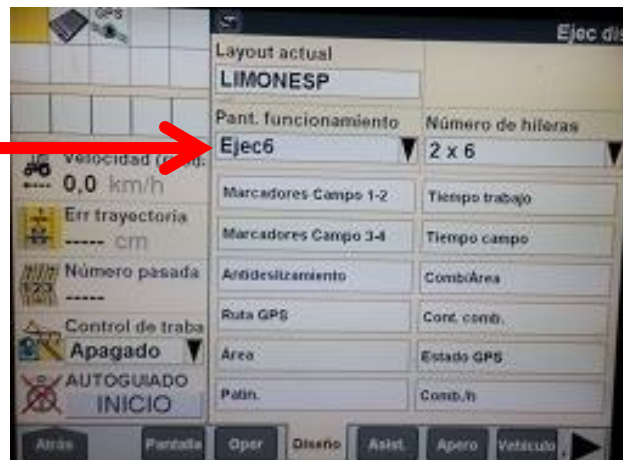 GPS
Ejec dis
Layout actual
LIMONESP
Pant. funcionamiento
Número de hileras
Ejec6
2 x 6
Velocidad
0,0 km/h
Err trayectoria
----- cm
Número pasada
123
-----
Control de traba
Apagado
AUTOGUIADO
INICIO
Marcadores Campo 1-2
Tiempo trabajo
Marcadores Campo 3-4
Tiempo campo
Antideslizamiento
CombiÁrea
Ruta GPS
Cont. comb.
Área
Estado GPS
Patin.
Comb./h
Atrás
Pantalla
Oper
Diseño
Asist.
Apero
Vehículo